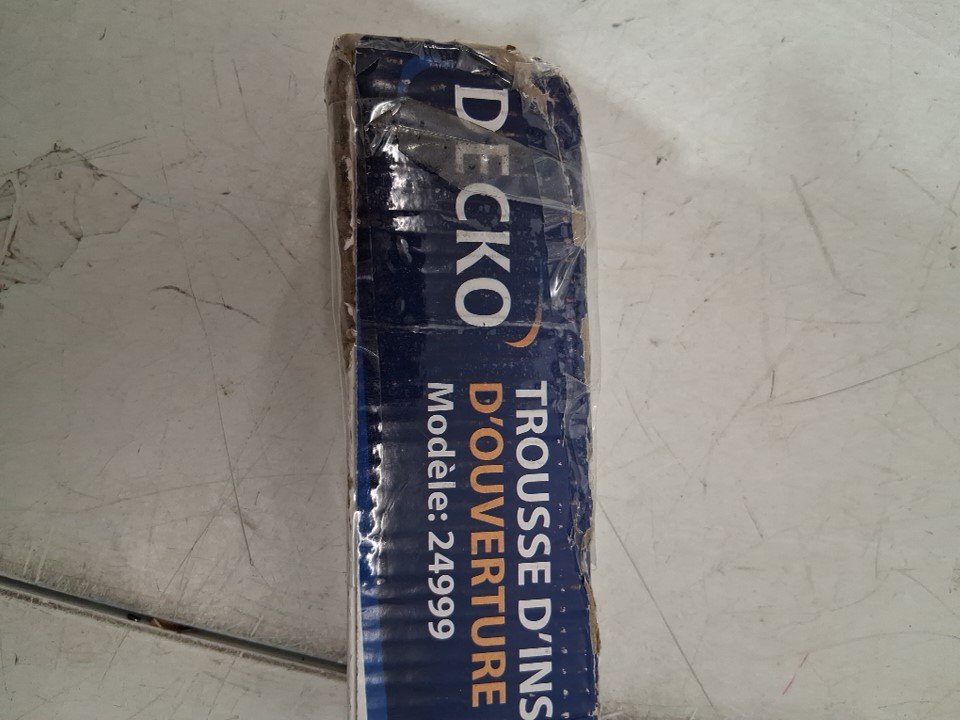 DECKO
TROUSSE D'INS
D'OUVERTURE
Modèle: 24999